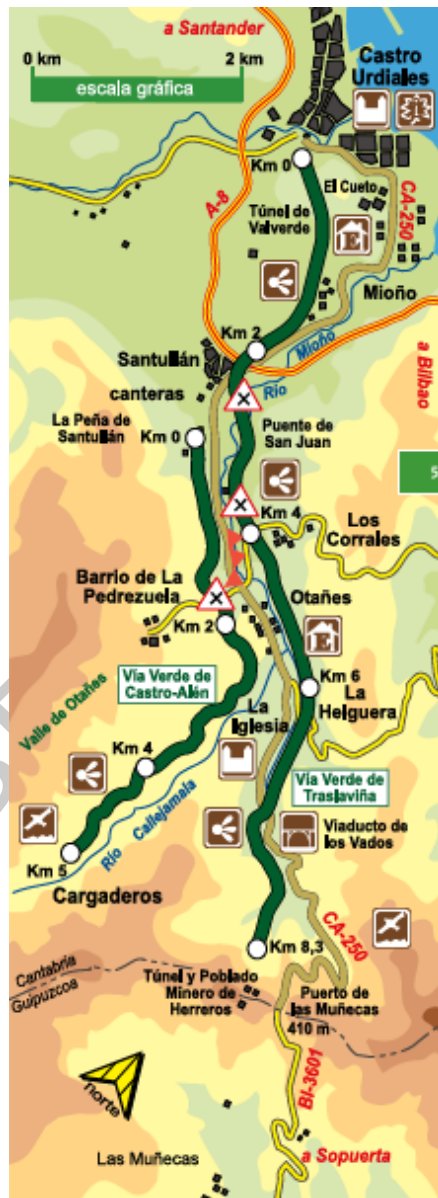 a Santander
0 km
2 km
escala gráfica
Castro
Urdiales
Km 0
El Cueto
A-8
Túnel de
Valverde
CA-250
Mioño
Km 2
Mioño
Santullán
Río
a Bilbao
canteras
La Peña de
Santullán
Km 0
Puente de
San Juan
Km 4
Los
Corrales
Barrio de La
Pedrezuela
Otañes
Km 2
Vía Verde de
Castro-Alén
Km 6
La
Helguera
La
Iglesia
Valle de Otañes
Km 4
Vía Verde de
Traslaviña
Río Callejamala
Viaducto de
los Vados
Km 5
Cargaderos
CA-250
Km 8,3
Cantabria
Guipuzcoa
Túnel y Poblado
Minero de
Herreros
Puerto de
las Muñecas
410 m
norte
BI-3601
Las Muñecas
a Sopuerta